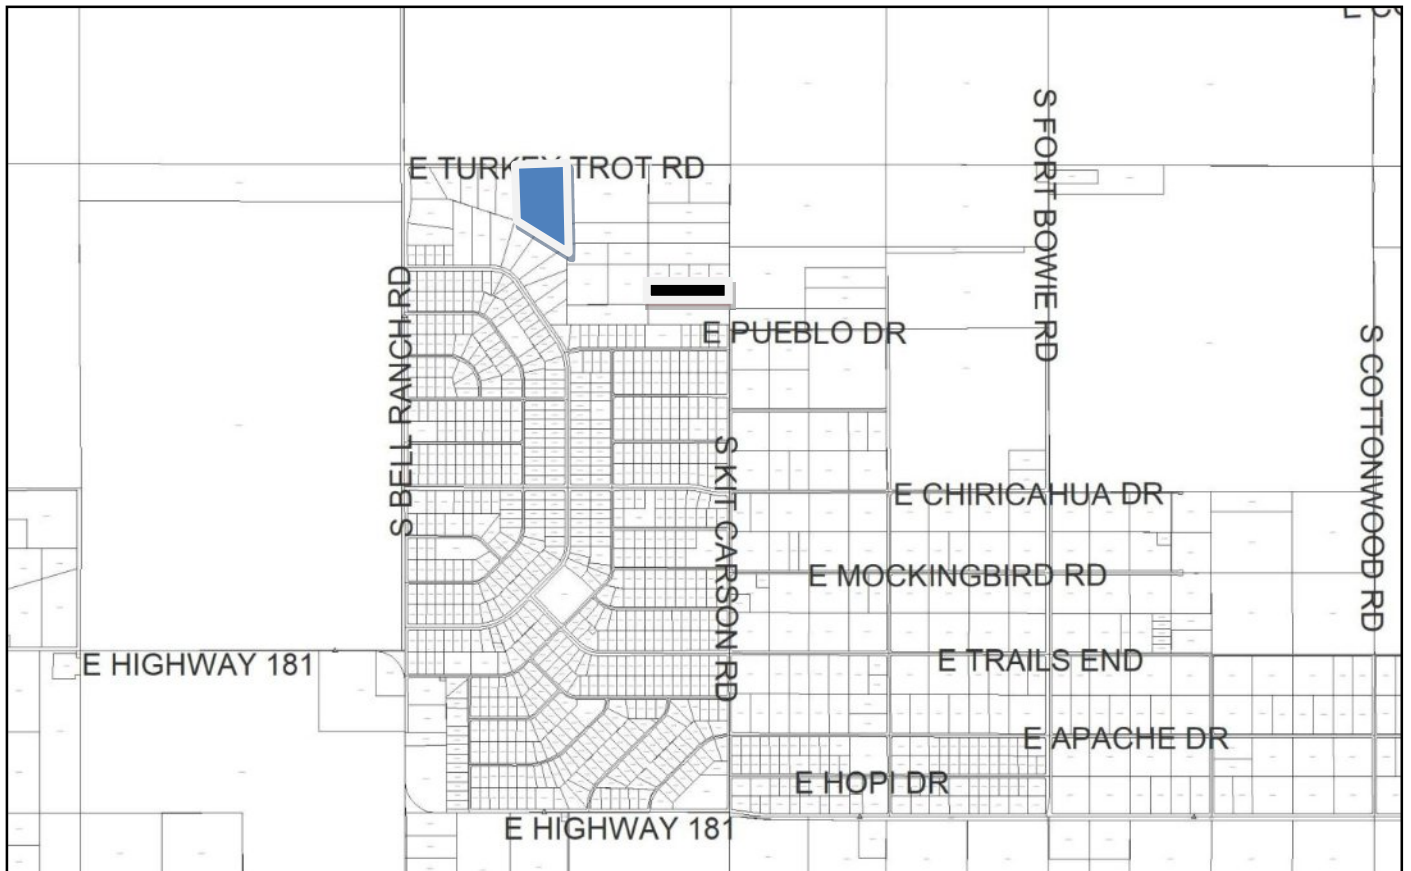 E TURKEY TROT RD
S FORT BOWIE RD
S BELL RANCH RD
E PUEBLO DR
S COTTONWOOD RD
S KIT CARSON RD
E CHIRICAHUA DR
E MOCKINGBIRD RD
E HIGHWAY 181
E TRAILS END
E APACHE DR
E HOPI DR
E HIGHWAY 181